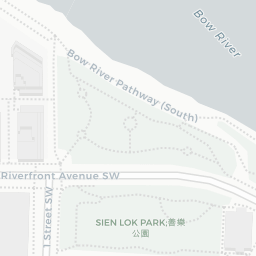 Bow River
Bow River Pathway (South)
Riverfront Avenue SW
1 Street SW
SIEN LOK PARK;善樂
公園